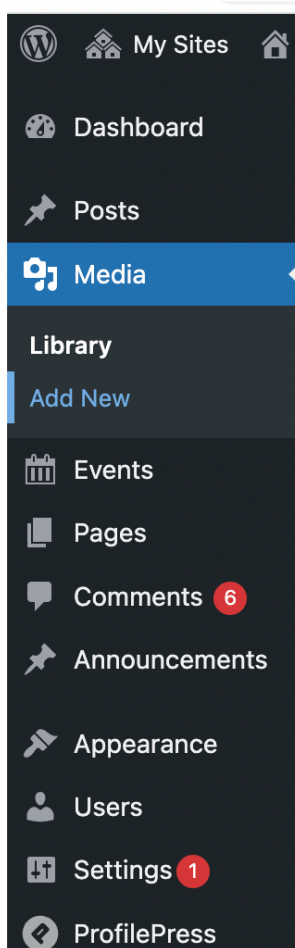 My Sites
Dashboard
Posts
Media
Library
Add New
Events
Pages
Comments 6
Announcements
Appearance
Users
Settings 1
ProfilePress